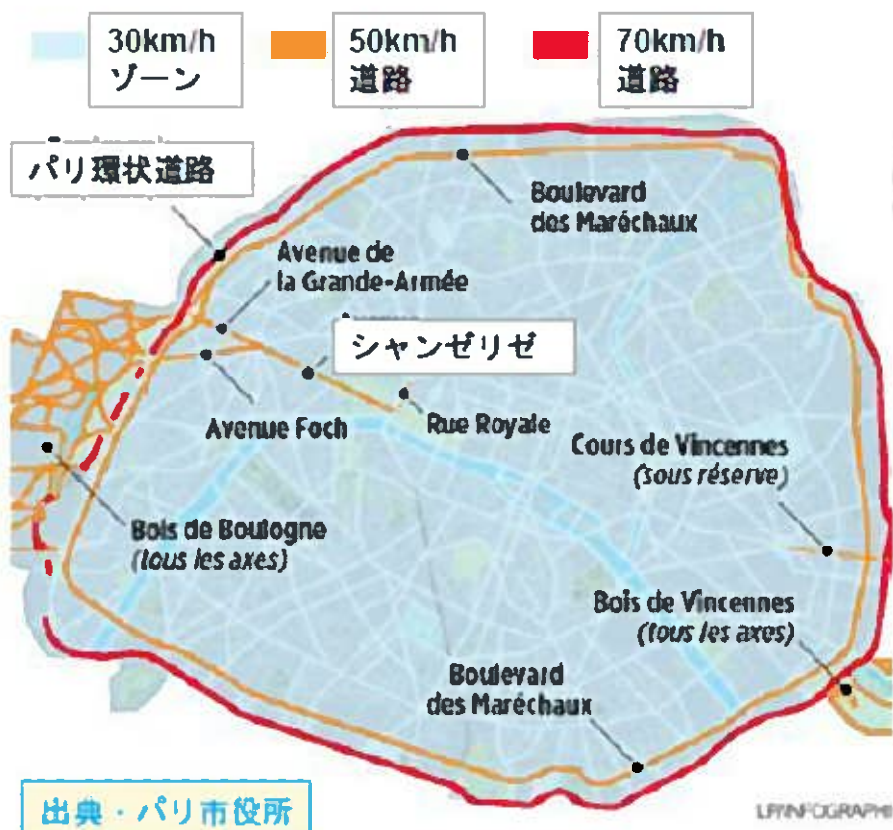 30km/h
ゾーン
50km/h
道路
70km/h
道路
パリ環状道路
Boulevard
des Maréchaux
Avenue de
la Grande-Armée
シャンゼリゼ
Avenue Foch
Rue Royale
Cours de Vincennes
(sous réserve)
Bois de Boulogne
(tous les axes)
Bois de Vincennes
(tous les axes)
Boulevard
des Maréchaux
出典・パリ市役所